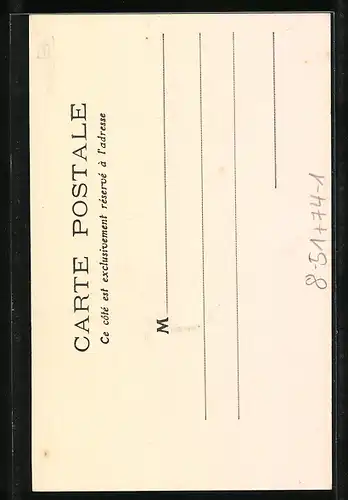 CARTE POSTALE
Ce côté est exclusivement réservé à l'adresse
M
8-51+74-1